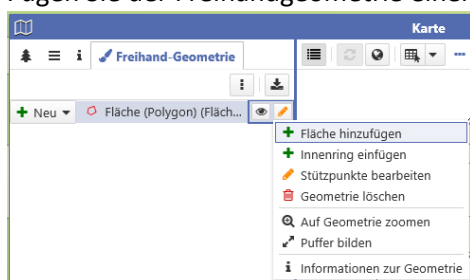 Karte
i Freihand-Geometrie
Neu Fläche (Polygon) (Fläch...
Fläche hinzufügen
Innenring einfügen
Stützpunkte bearbeiten
Geometrie löschen
Auf Geometrie zoomen
Puffer bilden
i Informationen zur Geometrie